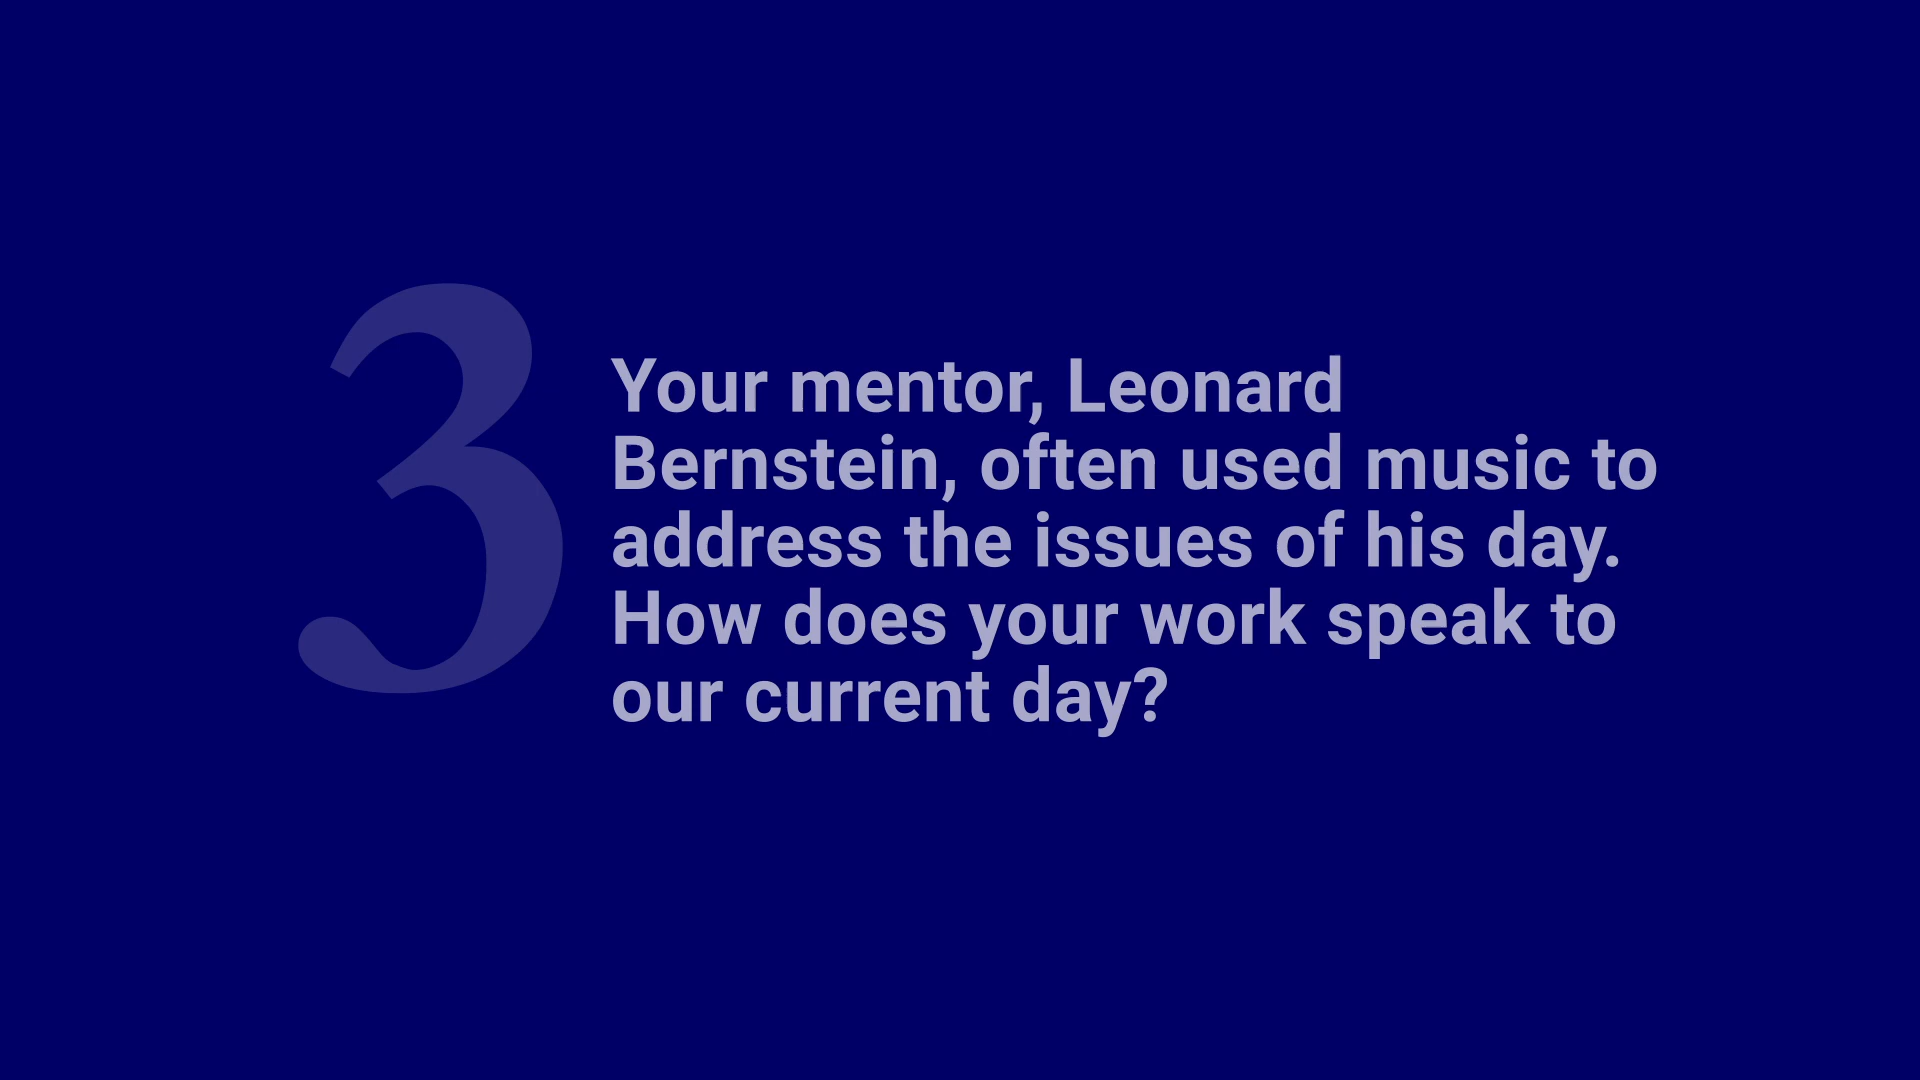 3
Your mentor, Leonard
Bernstein, often used music to
address the issues of his day.
How does your work speak to
our current day?